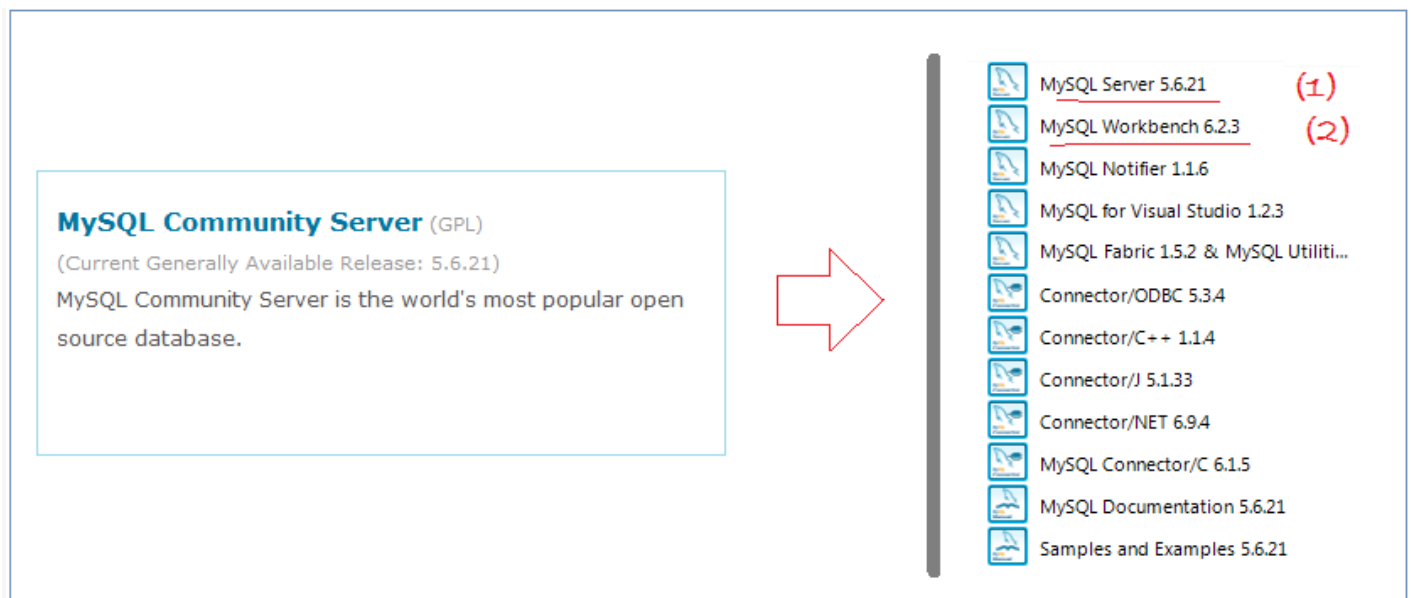 MySQL Community Server (GPL)
(Current Generally Available Release: 5.6.21)
MySQL Community Server is the world's most popular open
source database.
MySQL Server 5.6.21 (1)
MySQL Workbench 6.2.3 (2)
MySQL Notifier 1.1.6
MySQL for Visual Studio 1.2.3
MySQL Fabric 1.5.2 & MySQL Utiliti...
Connector/ODBC 5.3.4
Connector/C++ 1.1.4
Connector/J 5.1.33
Connector/NET 6.9.4
MySQL Connector/C 6.1.5
MySQL Documentation 5.6.21
Samples and Examples 5.6.21